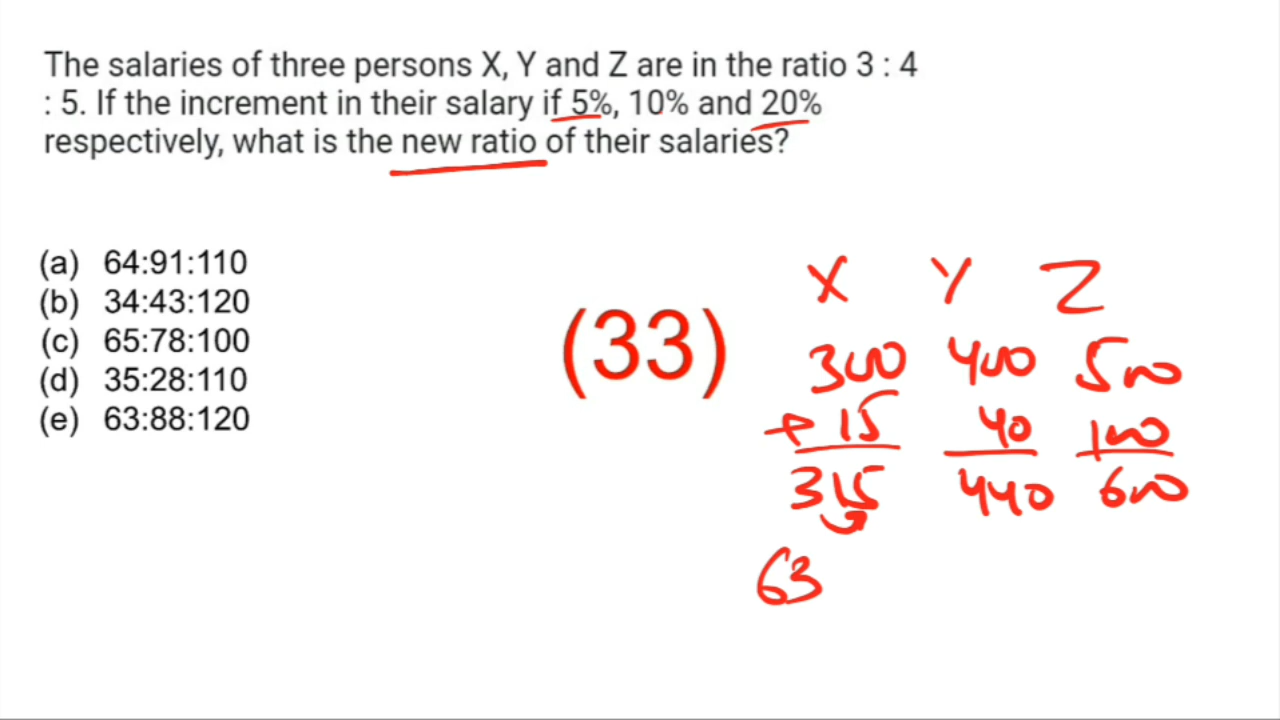 The salaries of three persons X, Y and Z are in the ratio 3 : 4
: 5. If the increment in their salary if 5%, 10% and 20%
respectively, what is the new ratio of their salaries?
(a) 64:91:110
(b) 34:43:120
(c) 65:78:100
(d) 35:28:110
(e) 63:88:120
(33)
X Y Z
300 400 500
+ 15 40 100
315 440 600
63